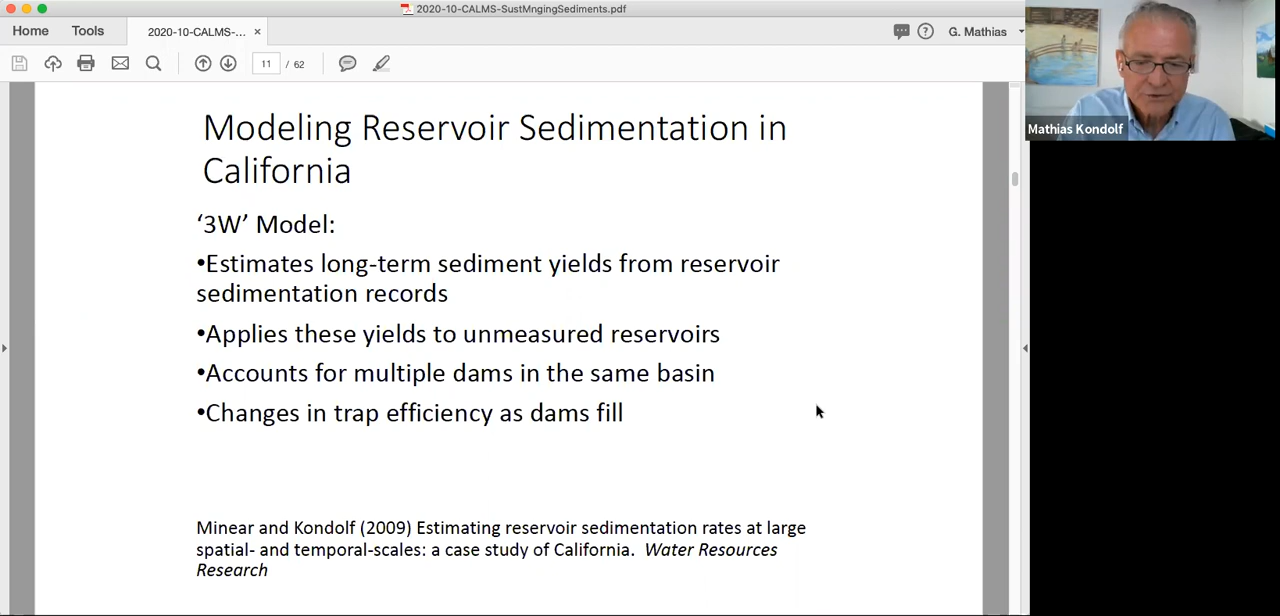 2020-10-CALMS-SustMngingSediments.pdf
Home Tools 2020-10-CALMS-... × G. Mathias
11 / 62
Mathias Kondolf
Modeling Reservoir Sedimentation in
California
‘3W’ Model:
•Estimates long-term sediment yields from reservoir
sedimentation records
•Applies these yields to unmeasured reservoirs
•Accounts for multiple dams in the same basin
•Changes in trap efficiency as dams fill
Minear and Kondolf (2009) Estimating reservoir sedimentation rates at large
spatial- and temporal-scales: a case study of California. Water Resources
Research